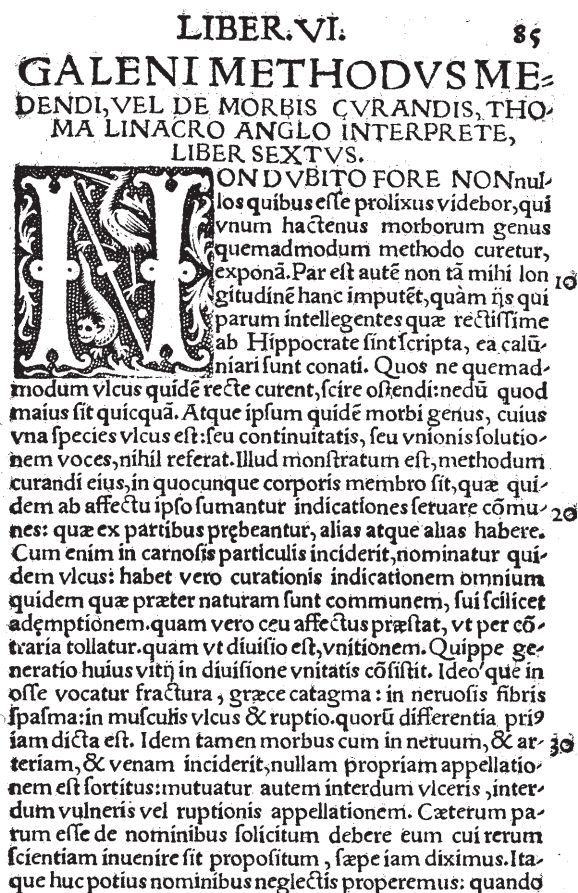 LIBER. VI. 85
GALENI METHODVS ME-
DENDI, VEL DE MORBIS CVRANDIS, THO-
MA LINACRO ANGLO INTERPRETE,
LIBER SEXTVS.
NON DVBITO FORE NON nul-
los quibus eſſe prolixus videbor, qui
vnum hactenus morborum genus
quemadmodum methodo curetur,
exponã. Par eſt autẽ non tã mihi lon 10
gitudinẽ hanc imputẽt, quàm ijs qui
parum intellegentes quæ rectiſſime
ab Hippocrate ſint ſcripta, ea calũ-
niari ſunt conati. Quos ne quemad-
modum vlcus quidẽ recte curent, ſcire oſtendi: nedũ quod
maius ſit quicquã. Atque ipſum quidẽ morbi genus, cuius
vna ſpecies vlcus eſt: ſeu continuitatis, ſeu vnionis ſolutio-
nem voces, nihil referat. Illud monſtratum eſt, methodum
curandi eius, in quocunque corporis membro ſit, quæ qui-
dem ab affectu ipſo ſumantur indicationes ſeruare cõmu- 20
nes: quæ ex partibus prębeantur, alias atque alias habere.
Cum enim in carnoſis particulis inciderit, nominatur qui-
dem vlcus: habet vero curationis indicationem omnium
quidem quæ præter naturam ſunt communem, ſui ſcilicet
adęmptionem. quam vero ceu affectus præſtat, vt per cõ-
traria tollatur. quam vt diuiſio eſt, vnitionem. Quippe ge-
neratio huius vitij in diuiſione vnitatis cõſiſtit. Ideo'que in
oſſe vocatur fractura, græce catagma: in neruoſis fibris
ſpaſma: in muſculis vlcus & ruptio. quorũ differentia priꝰ
iam dicta eſt. Idem tamen morbus cum in neruum, & ar- 30
teriam, & venam inciderit, nullam propriam appellatio-
nem eſt ſortitus: mutuatur autem interdum vlceris, inter-
dum vulneris vel ruptionis appellationem. Cæterum pa-
rum eſſe de nominibus ſolicitum debere eum cui rerum
ſcientiam inuenire ſit propoſitum, ſæpe iam diximus. Ita-
que huc potius nominibus neglectis properemus: quando